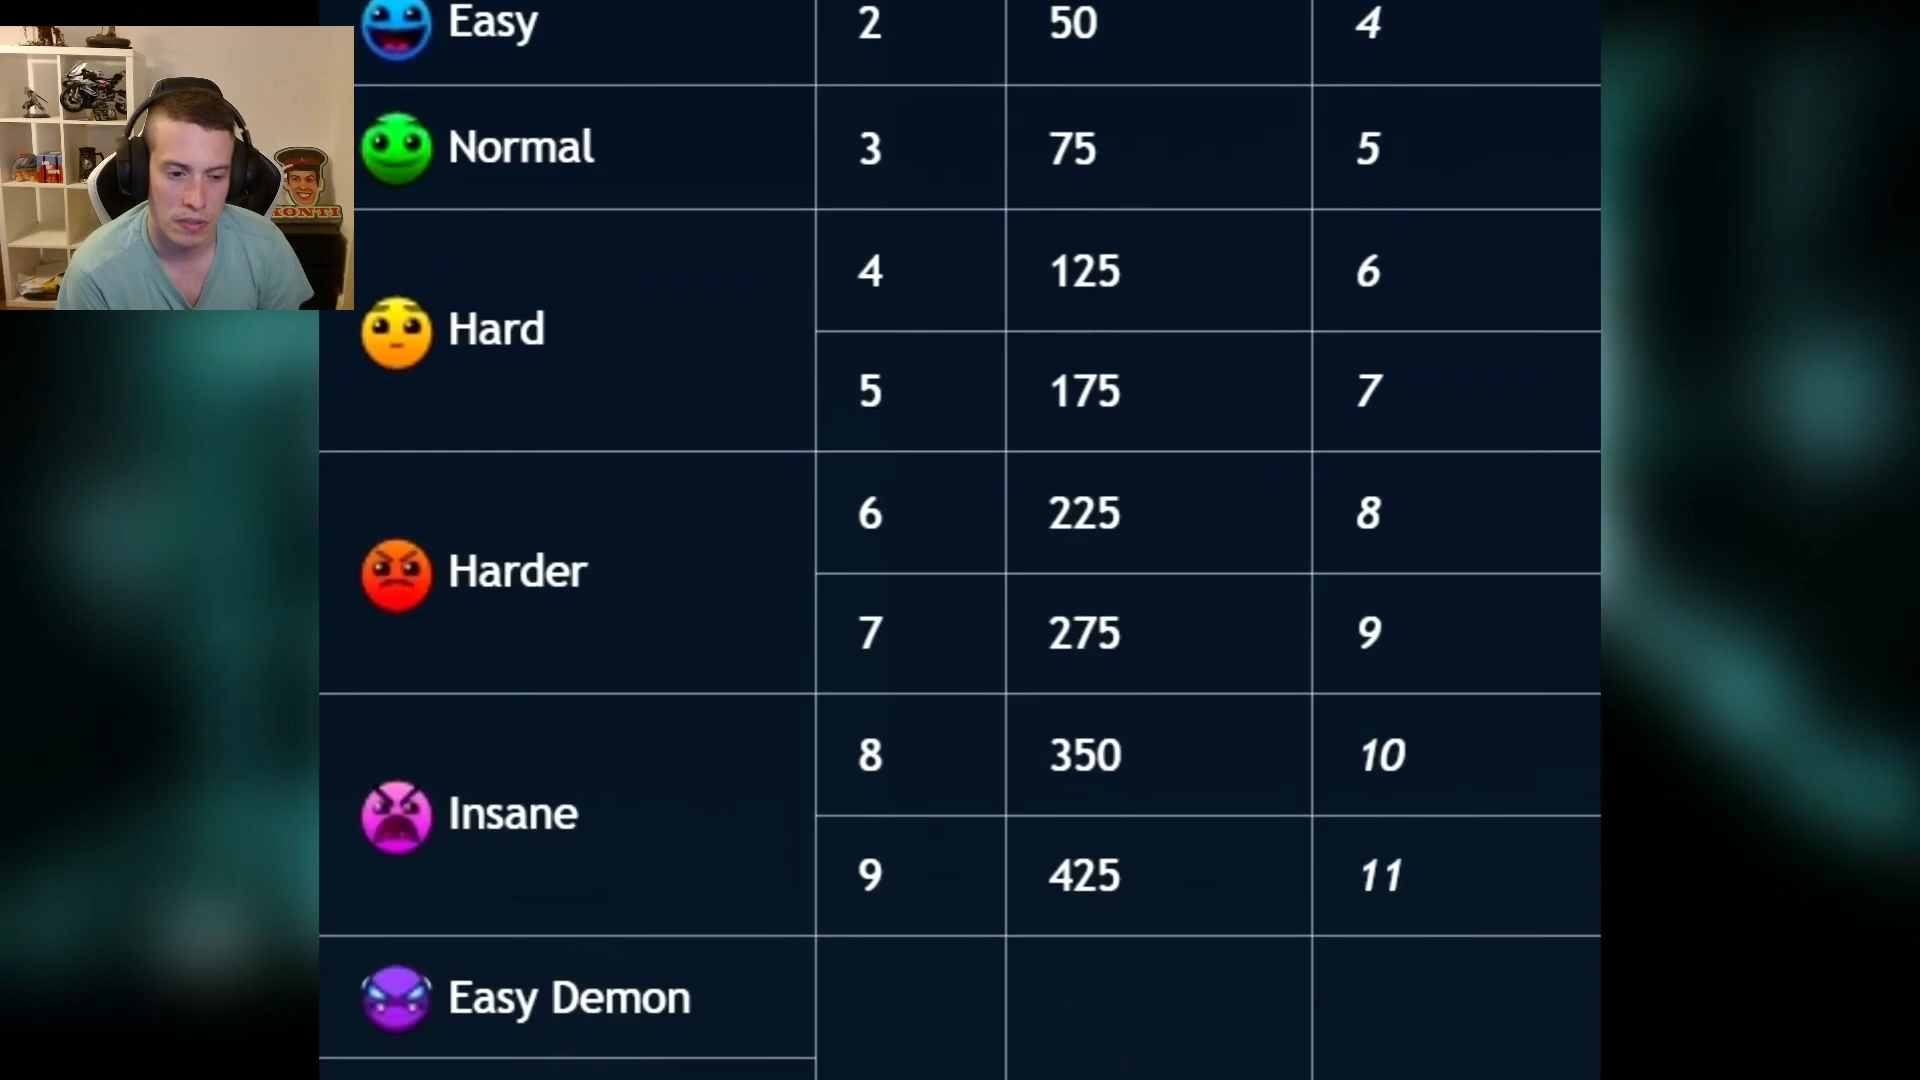 Easy 2 50 4
Normal 3 75 5
Hard 4 125 6
5 175 7
Harder 6 225 8
7 275 9
Insane 8 350 10
9 425 11
Easy Demon
KONTI